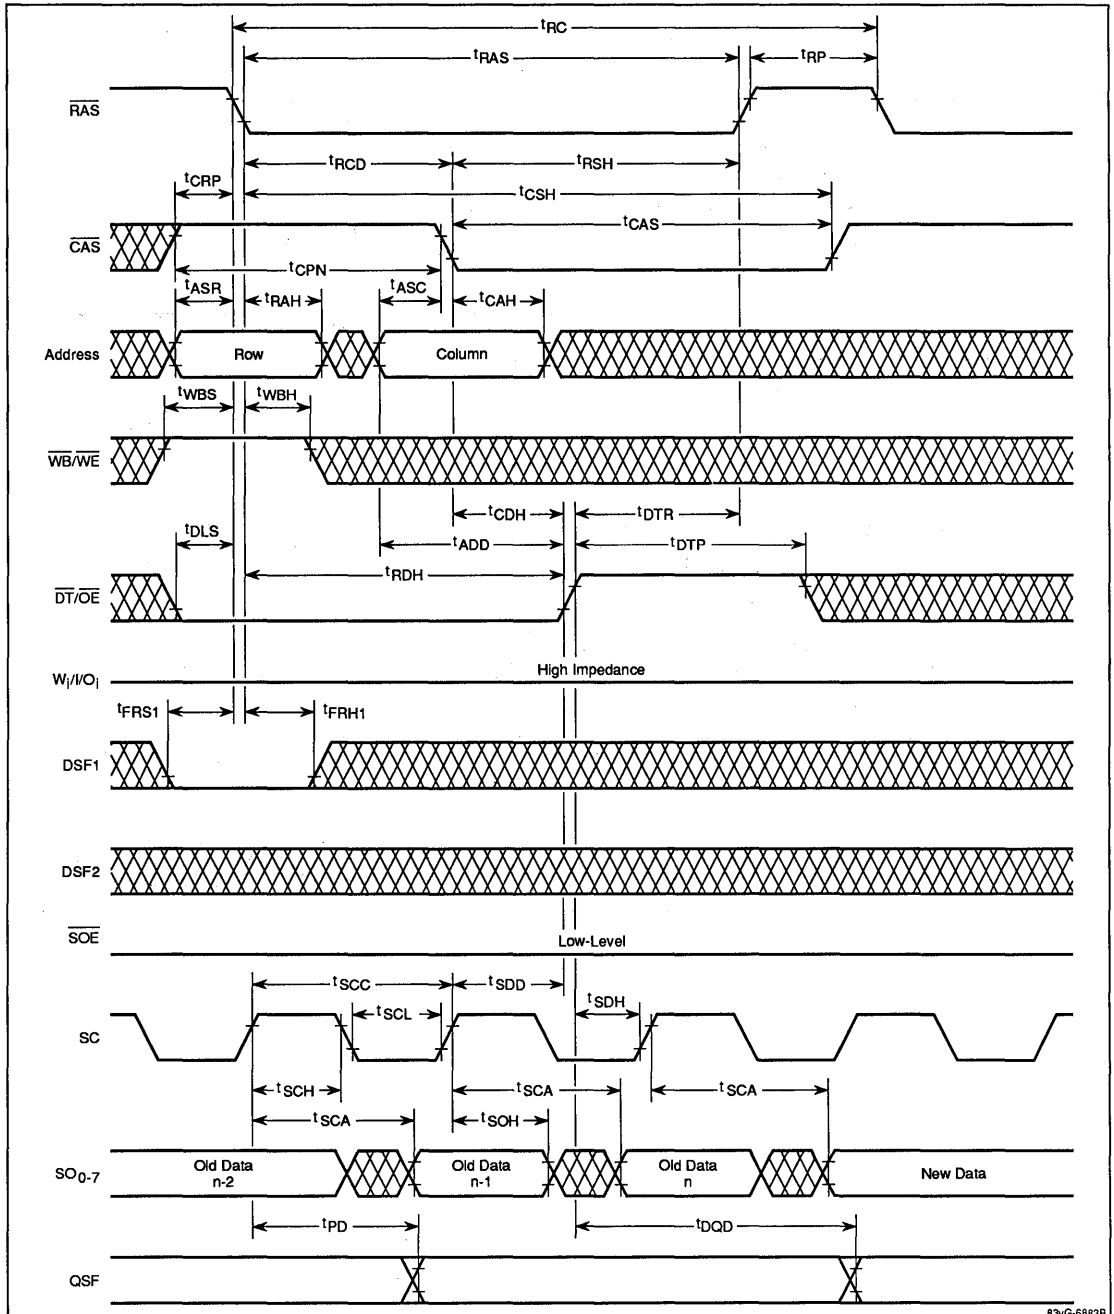 tRC
tRAS
tRP
RAS
tRCD
tRSH
tCRP
tCSH
tCAS
CAS
tCPN
tASR
tRAH
tASC
tCAH
Address
Row
Column
tWBS
tWBH
WB/WE
tCDH
tDTR
tDLS
tADD
tDTP
tRDH
DT/OE
High Impedance
Wi/I/Oi
tFRS1
tFRH1
DSF1
DSF2
SOE
Low-Level
tSCC
tSDD
tSCL
tSDH
SC
tSCH
tSCA
tSCA
tSCA
tSOH
SO0-7
Old Data
n-2
Old Data
n-1
Old Data
n
New Data
tPD
tDQD
QSF
83vG-6883B